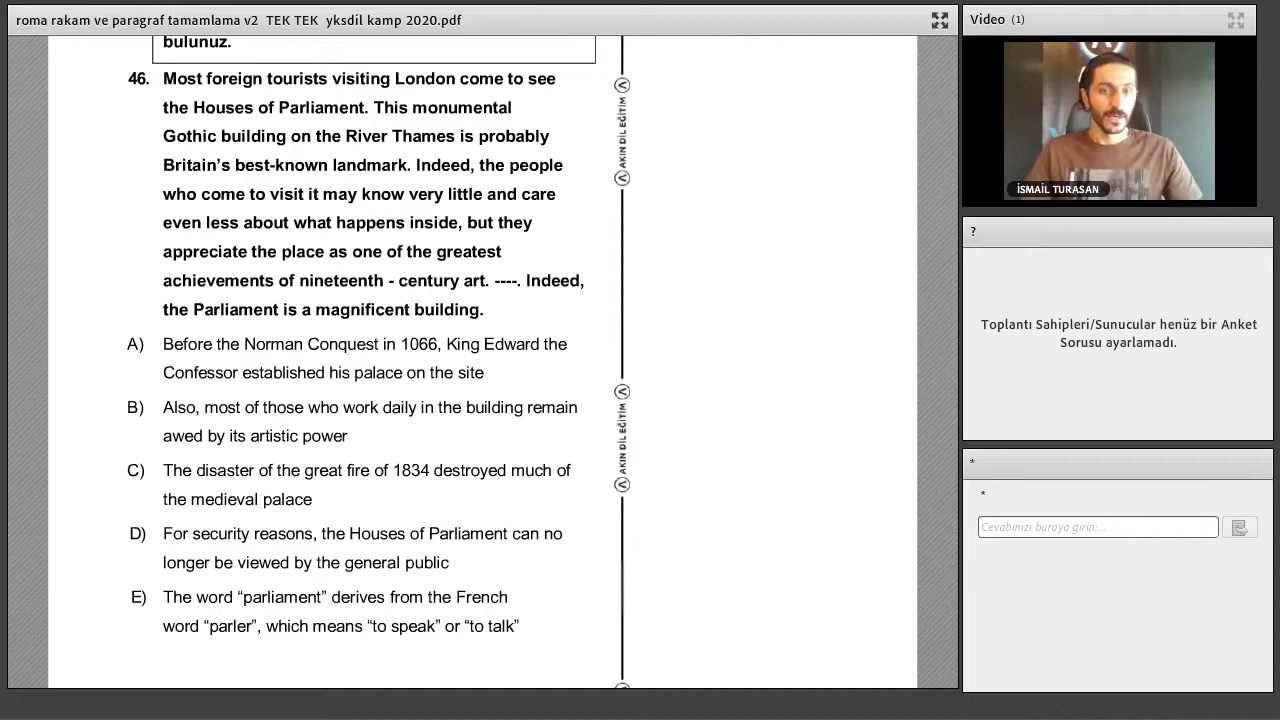 roma rakam ve paragraf tamamlama v2 TEK TEK yksdil kamp 2020.pdf
bulunuz.
46. Most foreign tourists visiting London come to see
the Houses of Parliament. This monumental
Gothic building on the River Thames is probably
Britain’s best-known landmark. Indeed, the people
who come to visit it may know very little and care
even less about what happens inside, but they
appreciate the place as one of the greatest
achievements of nineteenth - century art. ----. Indeed,
the Parliament is a magnificent building.
A) Before the Norman Conquest in 1066, King Edward the
Confessor established his palace on the site
B) Also, most of those who work daily in the building remain
awed by its artistic power
C) The disaster of the great fire of 1834 destroyed much of
the medieval palace
D) For security reasons, the Houses of Parliament can no
longer be viewed by the general public
E) The word “parliament” derives from the French
word “parler”, which means “to speak” or “to talk”
AKIN DİL EĞİTİM
AKIN DİL EĞİTİM
Video (1)
İSMAİL TURASAN
?
Toplantı Sahipleri/Sunucular henüz bir Anket
Sorusu ayarlamadı.
*
*
Cevabınızı buraya girin:...